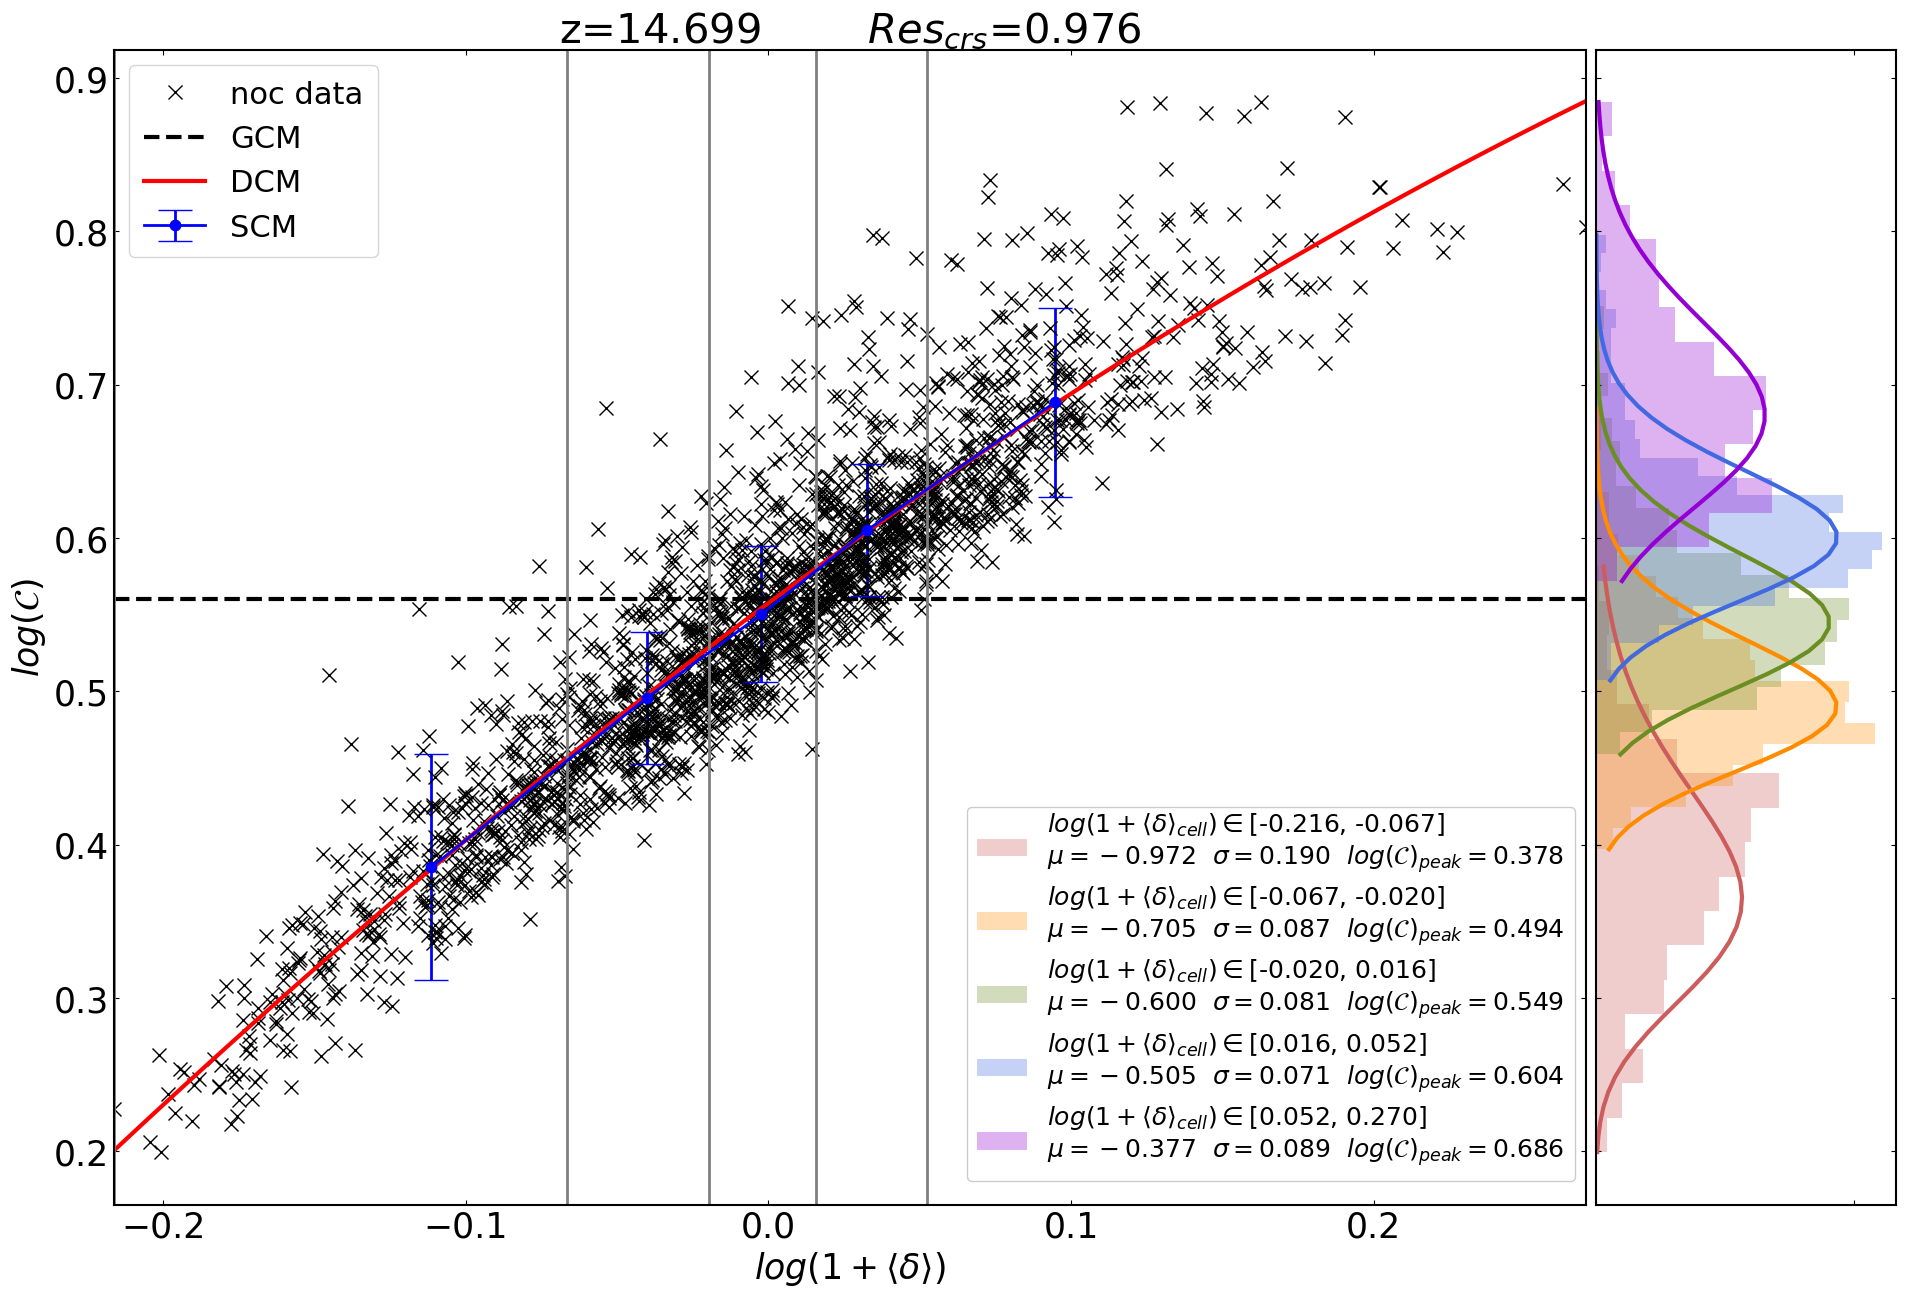 z=14.699 Res_crs=0.976
noc data
GCM
DCM
SCM
0.9
0.8
0.7
0.6
0.5
0.4
0.3
0.2
log(𝒞)
log(1 + ⟨δ⟩_cell) ∈ [-0.216, -0.067]
μ = −0.972 σ = 0.190 log(𝒞)_peak = 0.378
log(1 + ⟨δ⟩_cell) ∈ [-0.067, -0.020]
μ = −0.705 σ = 0.087 log(𝒞)_peak = 0.494
log(1 + ⟨δ⟩_cell) ∈ [-0.020, 0.016]
μ = −0.600 σ = 0.081 log(𝒞)_peak = 0.549
log(1 + ⟨δ⟩_cell) ∈ [0.016, 0.052]
μ = −0.505 σ = 0.071 log(𝒞)_peak = 0.604
log(1 + ⟨δ⟩_cell) ∈ [0.052, 0.270]
μ = −0.377 σ = 0.089 log(𝒞)_peak = 0.686
−0.2 −0.1 0.0 0.1 0.2
log(1 + ⟨δ⟩)